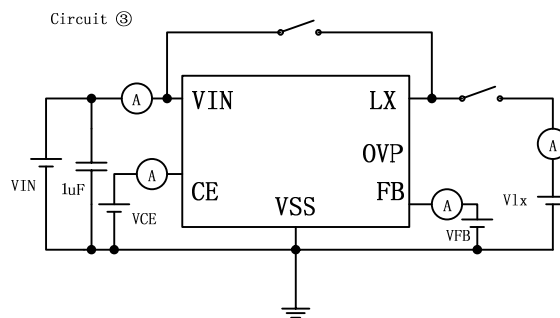 Circuit ③
A
VIN
LX
A
OVP
A
VIN
1uF
CE
FB
A
Vlx
VCE
VSS
VFB